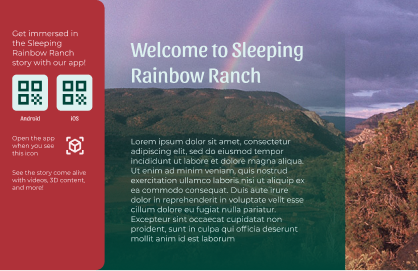 Get immersed in
the Sleeping
Rainbow Ranch
story with our app!
Android
iOS
Open the app
when you see
this icon
See the story come alive
with videos, 3D content,
and more!
Welcome to Sleeping
Rainbow Ranch
Lorem ipsum dolor sit amet, consectetur
adipiscing elit, sed do eiusmod tempor
incididunt ut labore et dolore magna aliqua.
Ut enim ad minim veniam, quis nostrud
exercitation ullamco laboris nisi ut aliquip ex
ea commodo consequat. Duis aute irure
dolor in reprehenderit in voluptate velit esse
cillum dolore eu fugiat nulla pariatur.
Excepteur sint occaecat cupidatat non
proident, sunt in culpa qui officia deserunt
mollit anim id est laborum